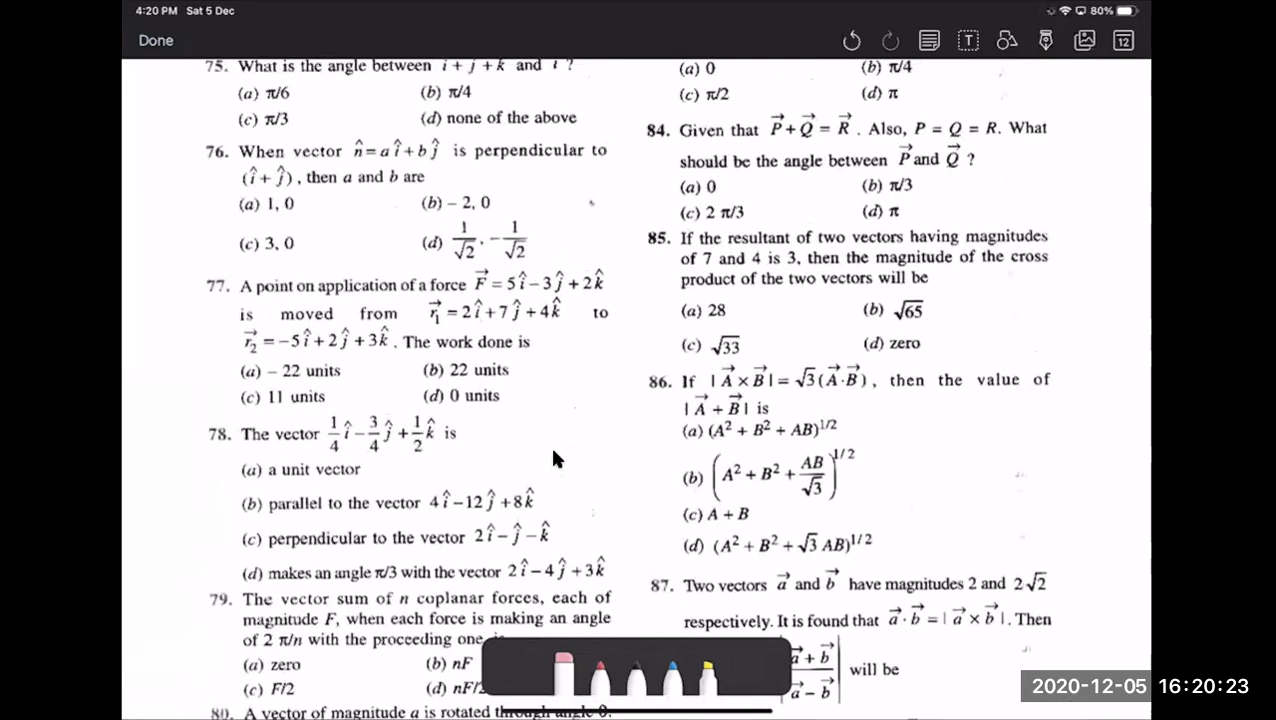 4:20 PM Sat 5 Dec
80%
Done
12
75. What is the angle between i + j + k and i ?
(a) π/6 (b) π/4
(c) π/3 (d) none of the above
76. When vector n̂ = a î + b ĵ is perpendicular to
(î + ĵ), then a and b are
(a) 1, 0 (b) – 2, 0
(c) 3, 0 (d) 1/√2, – 1/√2
77. A point on application of a force F⃗ = 5î – 3ĵ + 2k̂
is moved from r⃗₁ = 2î + 7ĵ + 4k̂ to
r⃗₂ = –5î + 2ĵ + 3k̂. The work done is
(a) – 22 units (b) 22 units
(c) 11 units (d) 0 units
78. The vector 1/4 î – 3/4 ĵ + 1/2 k̂ is
(a) a unit vector
(b) parallel to the vector 4î – 12ĵ + 8k̂
(c) perpendicular to the vector 2î – ĵ – k̂
(d) makes an angle π/3 with the vector 2î – 4ĵ + 3k̂
79. The vector sum of n coplanar forces, each of
magnitude F, when each force is making an angle
of 2 π/n with the proceeding one
(a) zero (b) nF
(c) F/2 (d) nF/2
80. A vector of magnitude a is rotated through angle θ.
(a) 0 (b) π/4
(c) π/2 (d) π
84. Given that P⃗ + Q⃗ = R⃗. Also, P = Q = R. What
should be the angle between P⃗ and Q⃗ ?
(a) 0 (b) π/3
(c) 2 π/3 (d) π
85. If the resultant of two vectors having magnitudes
of 7 and 4 is 3, then the magnitude of the cross
product of the two vectors will be
(a) 28 (b) √65
(c) √33 (d) zero
86. If | A⃗ × B⃗ | = √3 (A⃗·B⃗), then the value of
| A⃗ + B⃗ | is
(a) (A² + B² + AB)^1/2
(b) (A² + B² + AB/√3)^1/2
(c) A + B
(d) (A² + B² + √3 AB)^1/2
87. Two vectors a⃗ and b⃗ have magnitudes 2 and 2√2
respectively. It is found that a⃗ · b⃗ = | a⃗ × b⃗ |. Then
|(a⃗ + b⃗)/(a⃗ – b⃗)| will be
2020-12-05 16:20:23